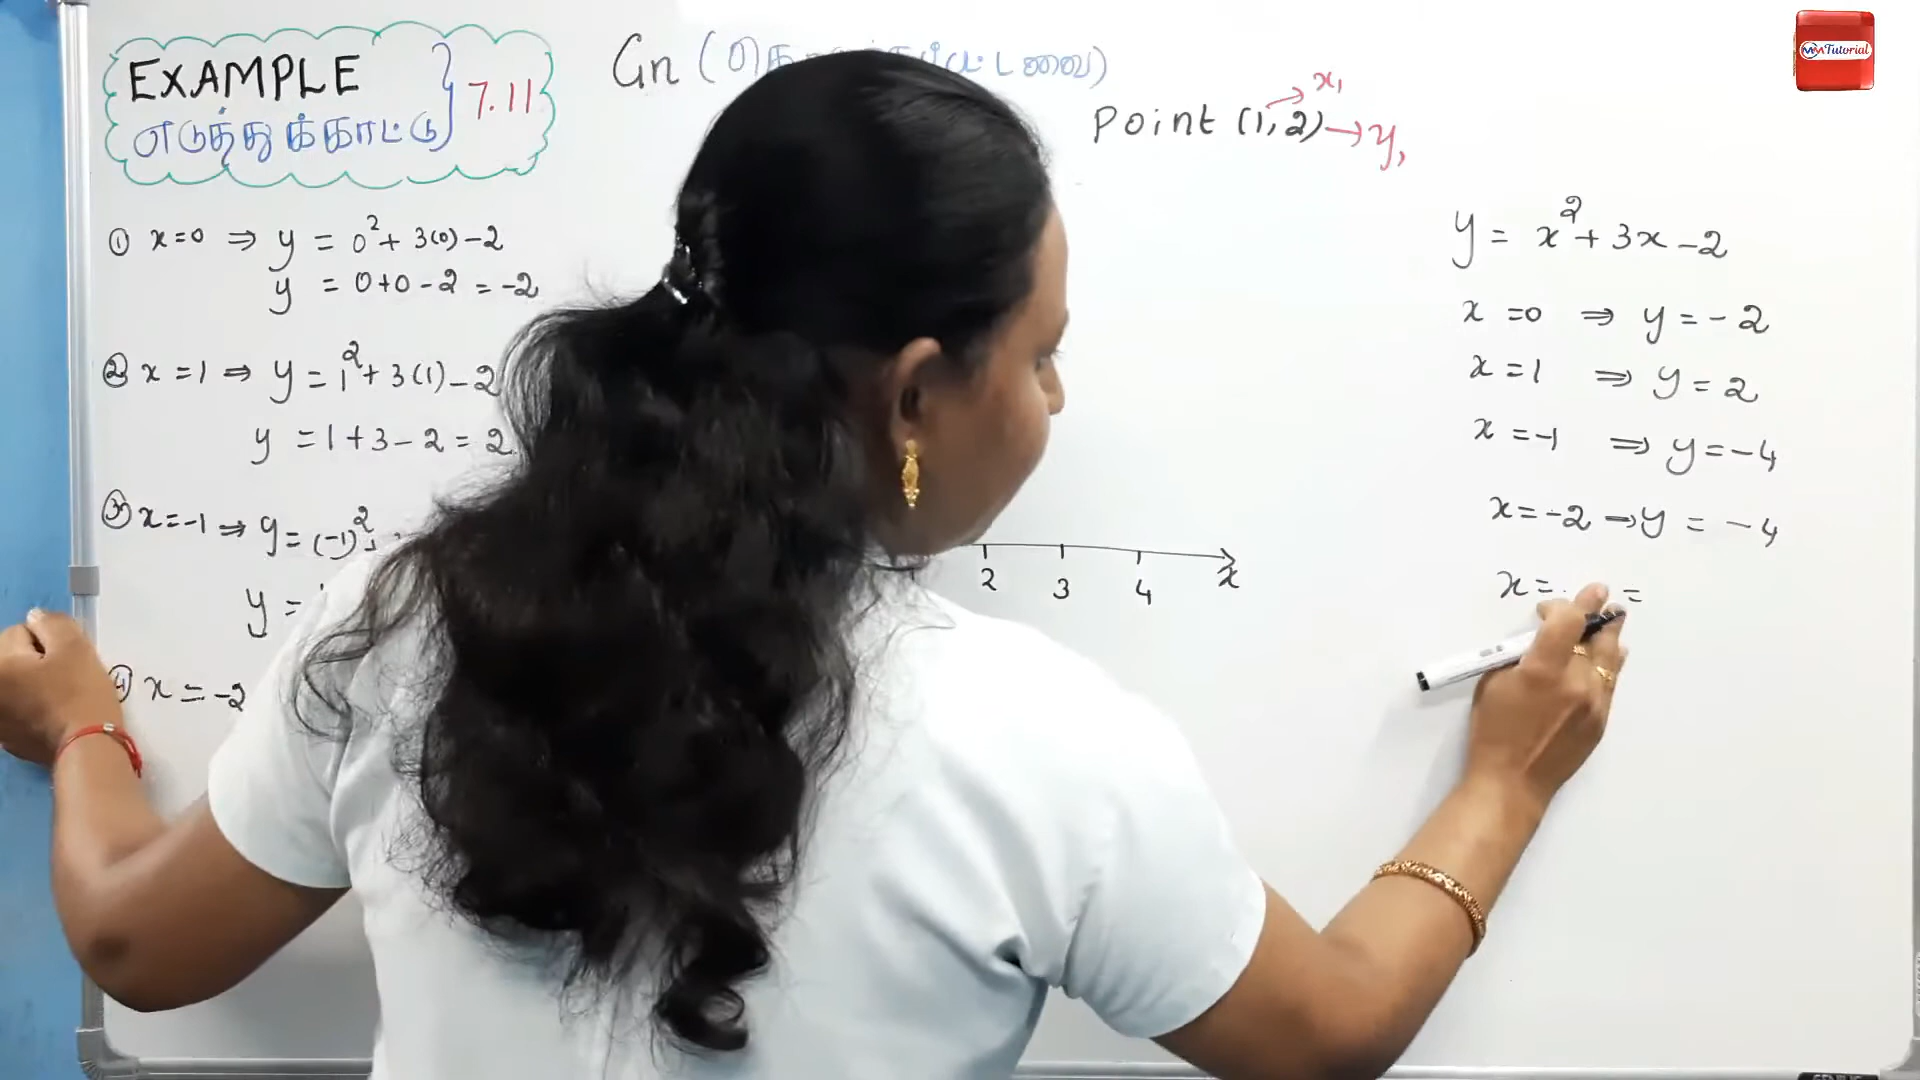 EXAMPLE
எடுத்துக்காட்டு
7.11
Gn (
Point (1,2) → y₁
x₁
① x=0 ⇒ y = 0² + 3(0) - 2
y = 0+0-2 = -2
② x = 1 ⇒ y = 1² + 3(1) - 2
y = 1+3-2 = 2
③ x = -1 ⇒ y = (-1)² +
y =
④ x = -2
2 3 4 x
y = x² + 3x - 2
x = 0 ⇒ y = -2
x = 1 ⇒ y = 2
x = -1 ⇒ y = -4
x = -2 ⇒ y = -4
x = =
MM Tutorial